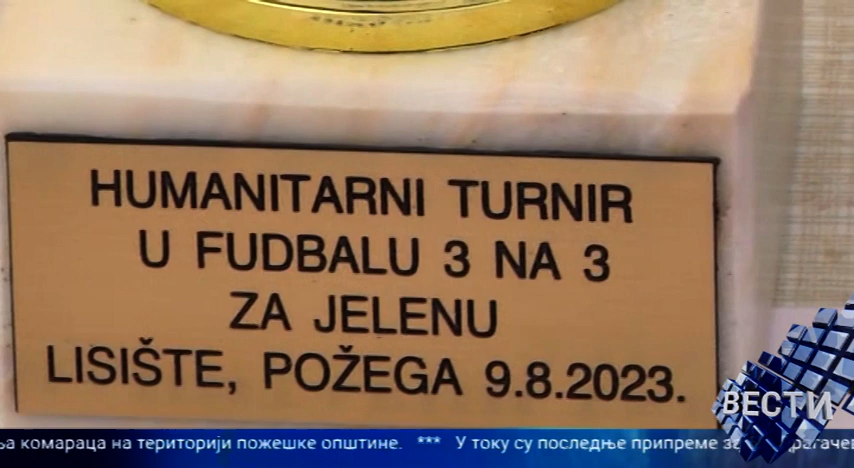 HUMANITARNI TURNIR
U FUDBALU 3 NA 3
ZA JELENU
LISIŠTE, POŽEGA 9.8.2023.
ВЕСТИ
комараца на територији пожешке општине. *** У току су последње припреме